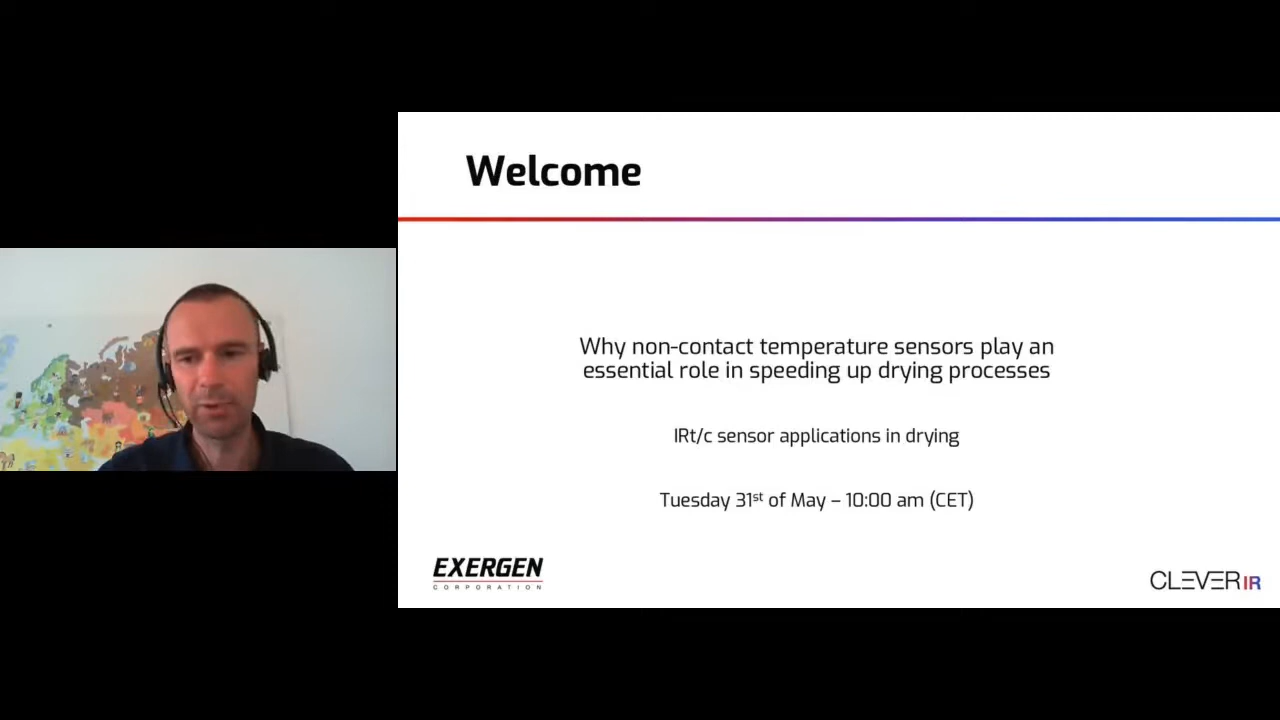 Welcome
Why non-contact temperature sensors play an
essential role in speeding up drying processes
IRt/c sensor applications in drying
Tuesday 31st of May – 10:00 am (CET)
EXERGEN
CORPORATION
CLEVER IR